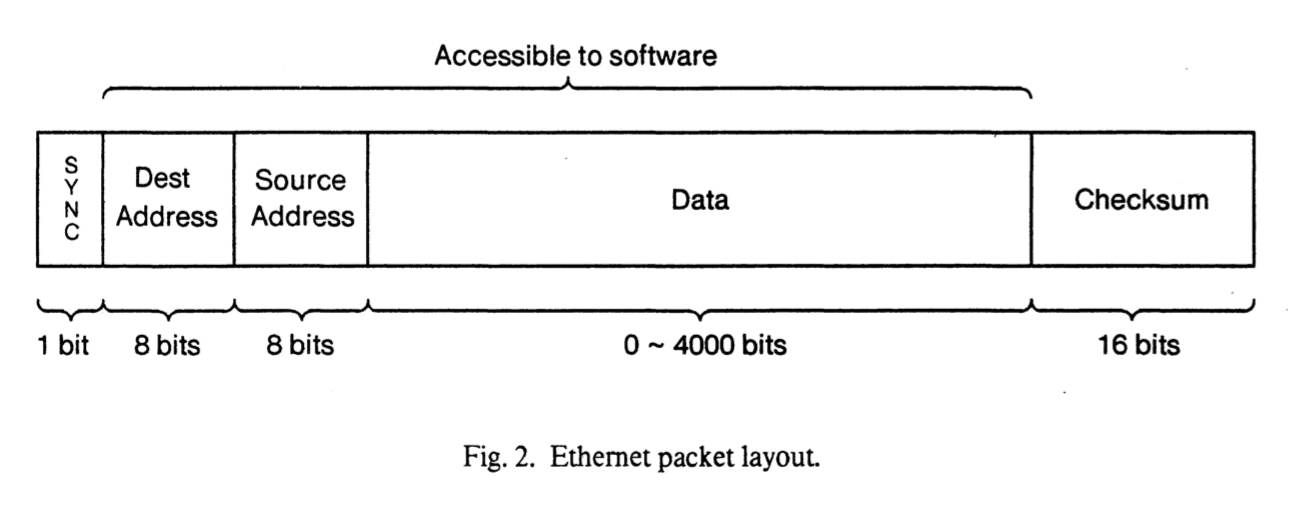 Accessible to software
SYNC
Dest
Address
Source
Address
Data
Checksum
1 bit
8 bits
8 bits
0 ~ 4000 bits
16 bits
Fig. 2. Ethernet packet layout.